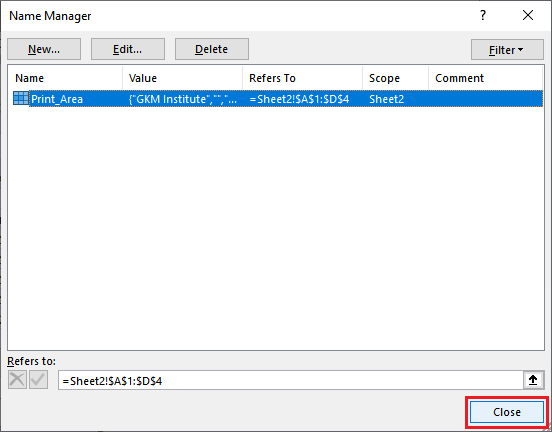 Name Manager ?
New... Edit... Delete Filter
Name Value Refers To Scope Comment
Print_Area {"GKM Institute","","... =Sheet2!$A$1:$D$4 Sheet2
Refers to:
=Sheet2!$A$1:$D$4
Close